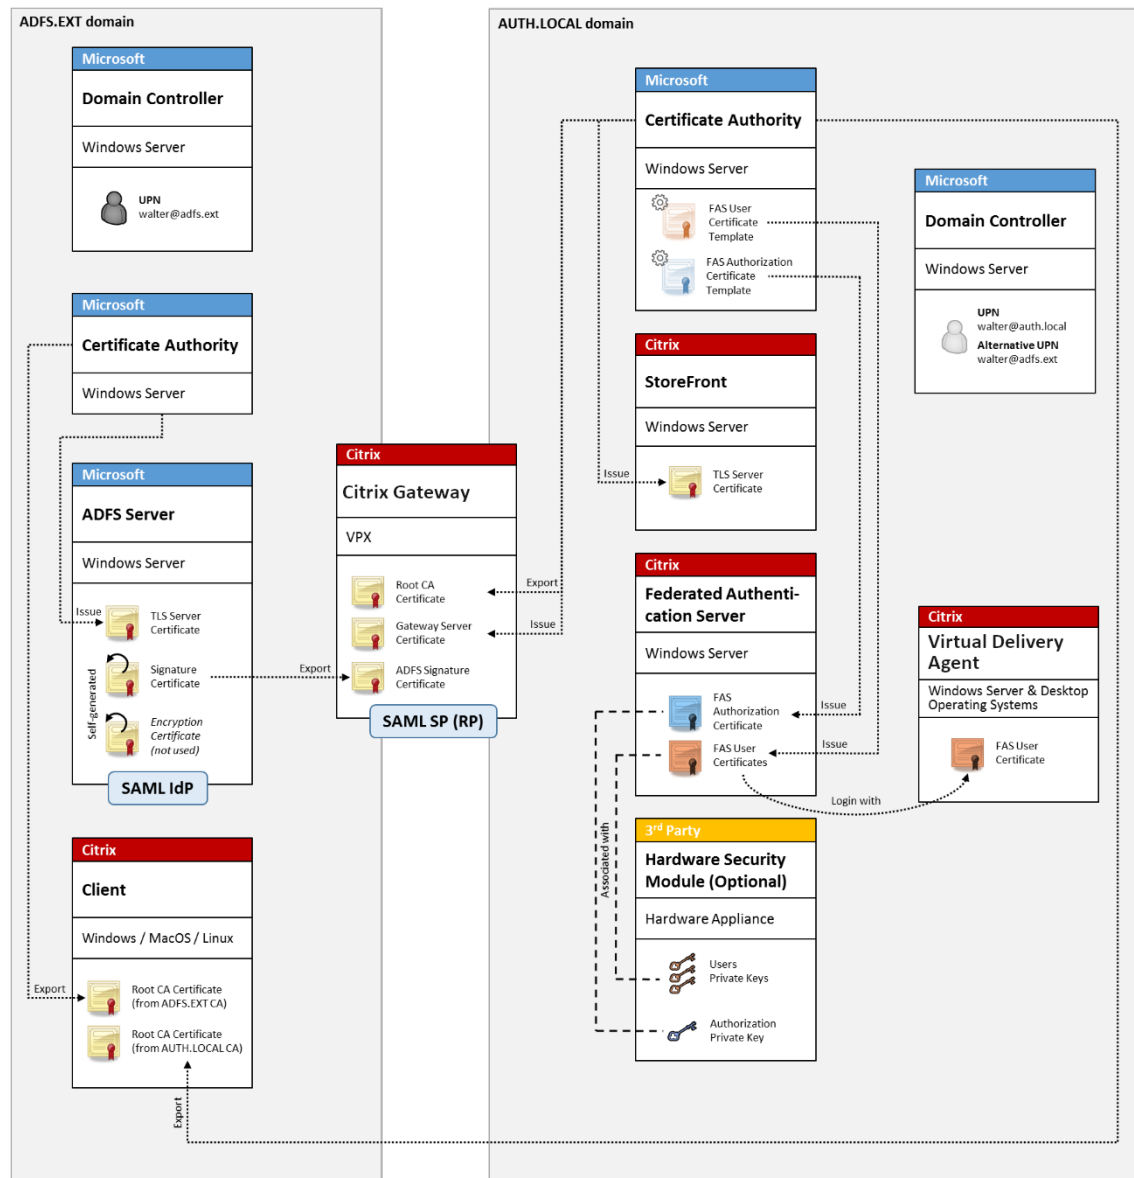 ADFS.EXT domain
Microsoft
Domain Controller
Windows Server
UPN
walter@adfs.ext
Microsoft
Certificate Authority
Windows Server
Microsoft
ADFS Server
Windows Server
Issue
TLS Server
Certificate
Self-generated
Signature
Certificate
Encryption
Certificate
(not used)
SAML IdP
Export
Citrix
Client
Windows / MacOS / Linux
Export
Root CA Certificate
(from ADFS.EXT CA)
Root CA Certificate
(from AUTH.LOCAL CA)
Export
Citrix
Citrix Gateway
VPX
Root CA
Certificate
Gateway Server
Certificate
ADFS Signature
Certificate
SAML SP (RP)
Export
Issue
AUTH.LOCAL domain
Microsoft
Certificate Authority
Windows Server
FAS User
Certificate
Template
FAS Authorization
Certificate
Template
Citrix
StoreFront
Windows Server
Issue
TLS Server
Certificate
Citrix
Federated Authenti-
cation Server
Windows Server
FAS
Authorization
Certificate
Issue
FAS User
Certificates
Issue
Login with
Associated with
3rd Party
Hardware Security
Module (Optional)
Hardware Appliance
Users
Private Keys
Authorization
Private Key
Microsoft
Domain Controller
Windows Server
UPN
walter@auth.local
Alternative UPN
walter@adfs.ext
Citrix
Virtual Delivery
Agent
Windows Server & Desktop
Operating Systems
FAS User
Certificate